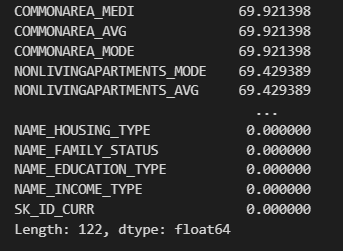 COMMONAREA_MEDI 69.921398
COMMONAREA_AVG 69.921398
COMMONAREA_MODE 69.921398
NONLIVINGAPARTMENTS_MODE 69.429389
NONLIVINGAPARTMENTS_AVG 69.429389
...
NAME_HOUSING_TYPE 0.000000
NAME_FAMILY_STATUS 0.000000
NAME_EDUCATION_TYPE 0.000000
NAME_INCOME_TYPE 0.000000
SK_ID_CURR 0.000000
Length: 122, dtype: float64